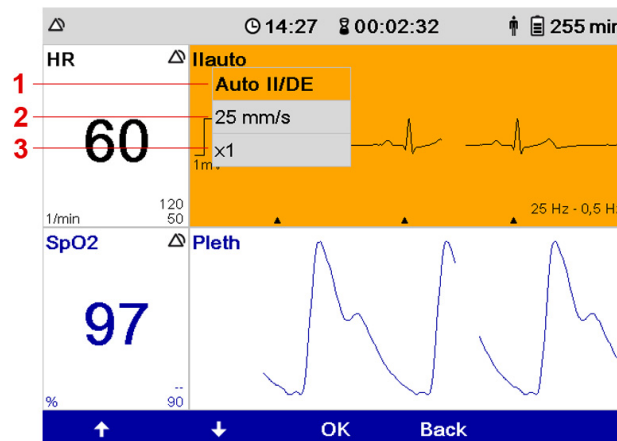 14:27 00:02:32 255 min
HR IIauto
1 Auto II/DE
2 25 mm/s
3 x1
60
1m
120
1/min 50
25 Hz - 0,5 Hz
SpO2 Pleth
97
--
% 90
OK Back